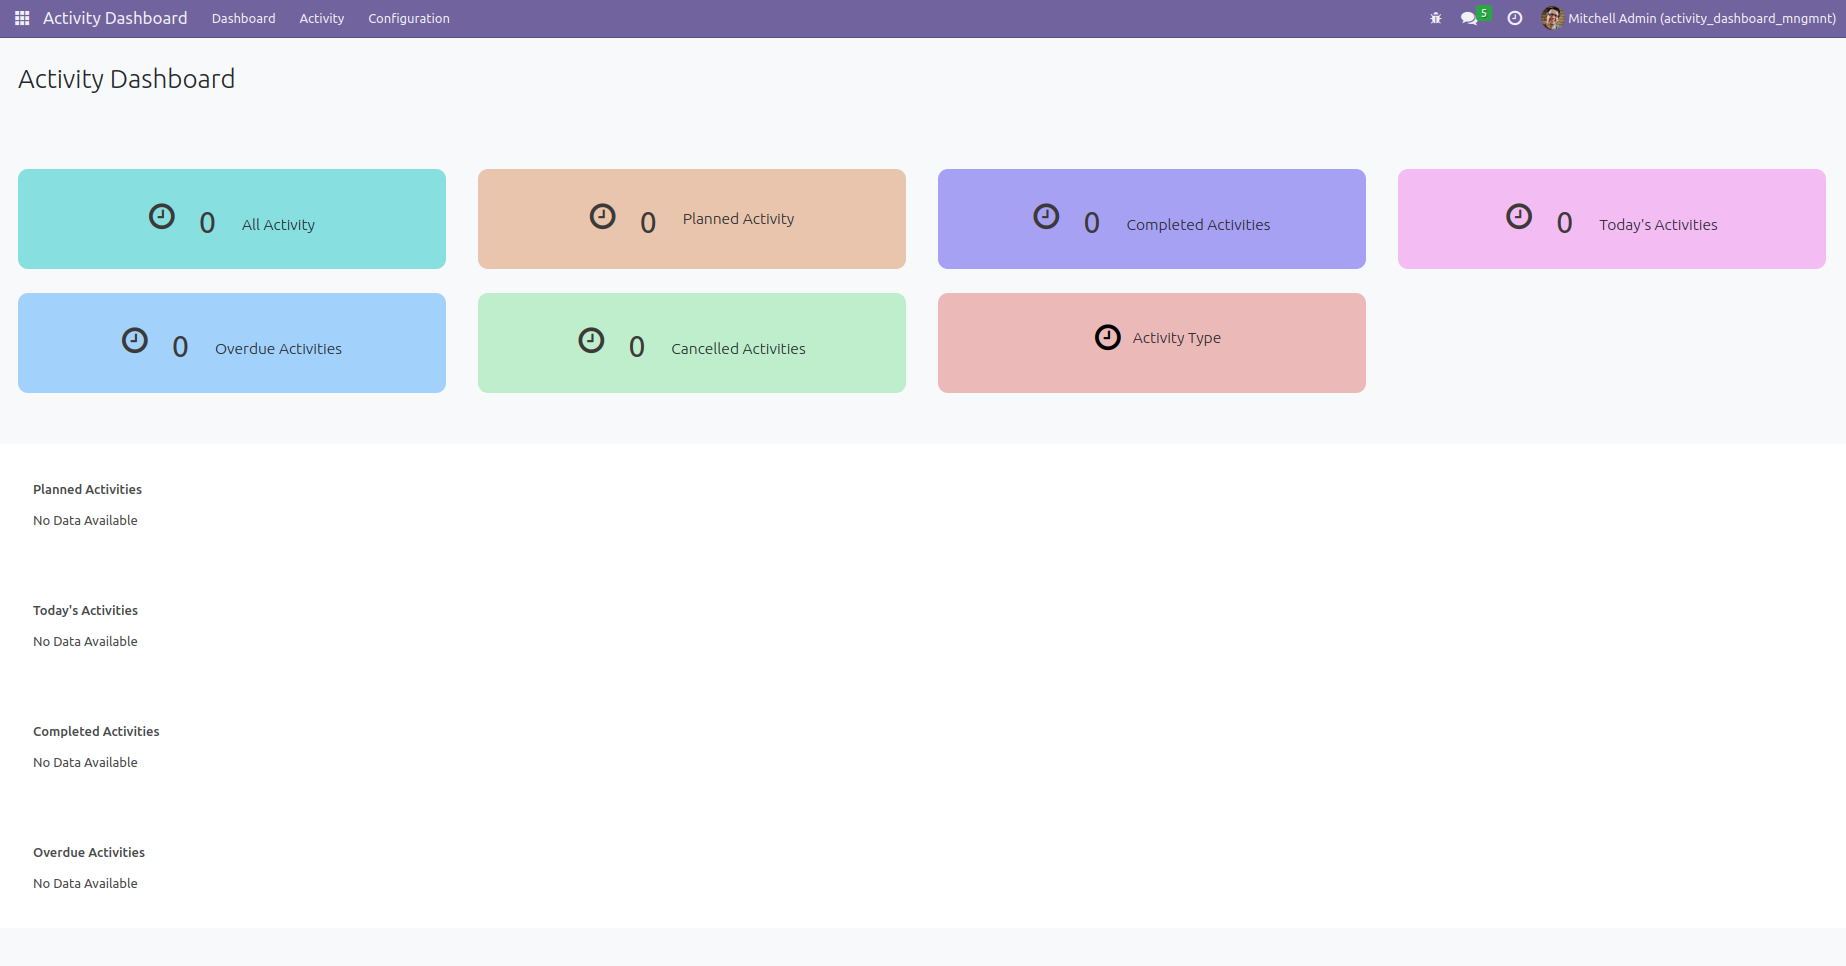 Activity Dashboard Dashboard Activity Configuration 5 Mitchell Admin (activity_dashboard_mngmnt)
Activity Dashboard
0 All Activity
0 Planned Activity
0 Completed Activities
0 Today's Activities
0 Overdue Activities
0 Cancelled Activities
Activity Type
Planned Activities
No Data Available
Today's Activities
No Data Available
Completed Activities
No Data Available
Overdue Activities
No Data Available